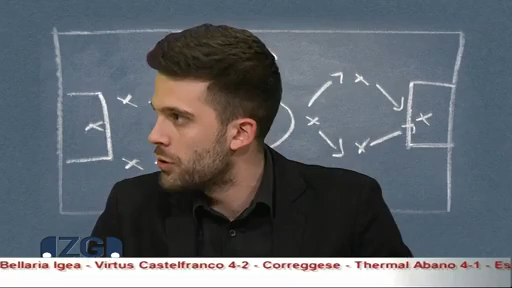 ZG
Bellaria Igea - Virtus Castelfranco 4-2 - Correggese - Thermal Abano 4-1 - Es